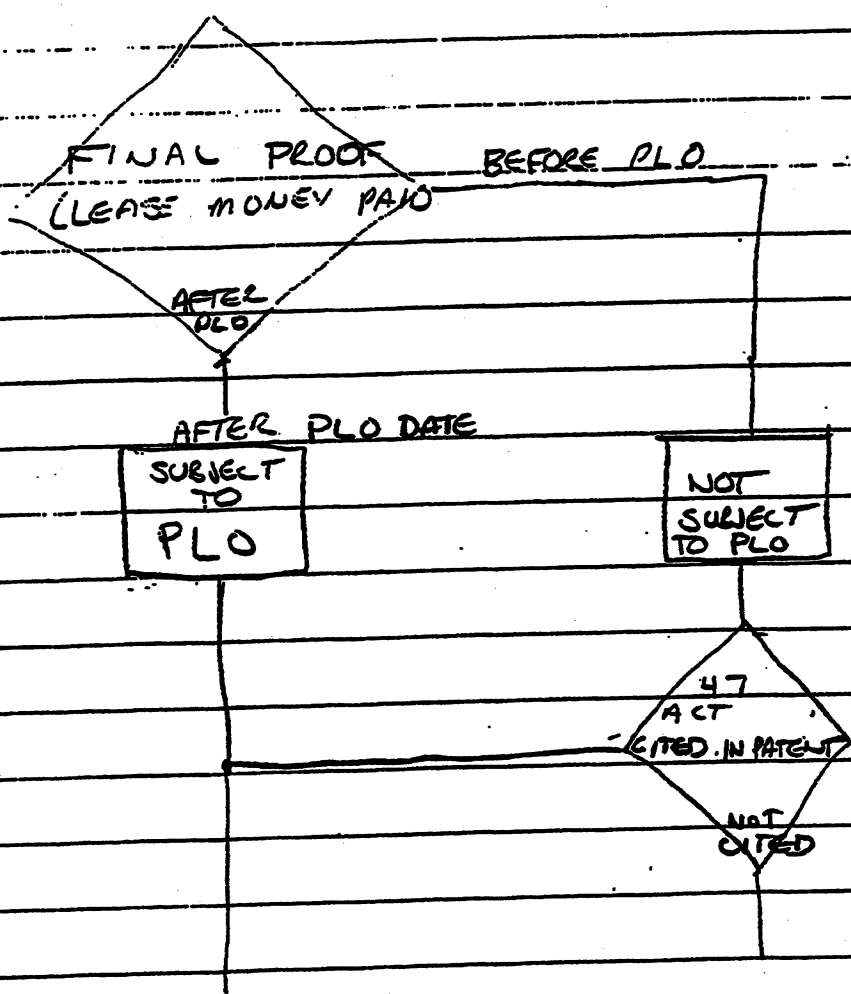 FINAL PROOF
(LEASE MONEY PAID
BEFORE PLO
AFTER
PLO
AFTER PLO DATE
SUBJECT
TO
PLO
NOT
SUBJECT
TO PLO
47
ACT
CITED. IN PATENT
NOT
CITED